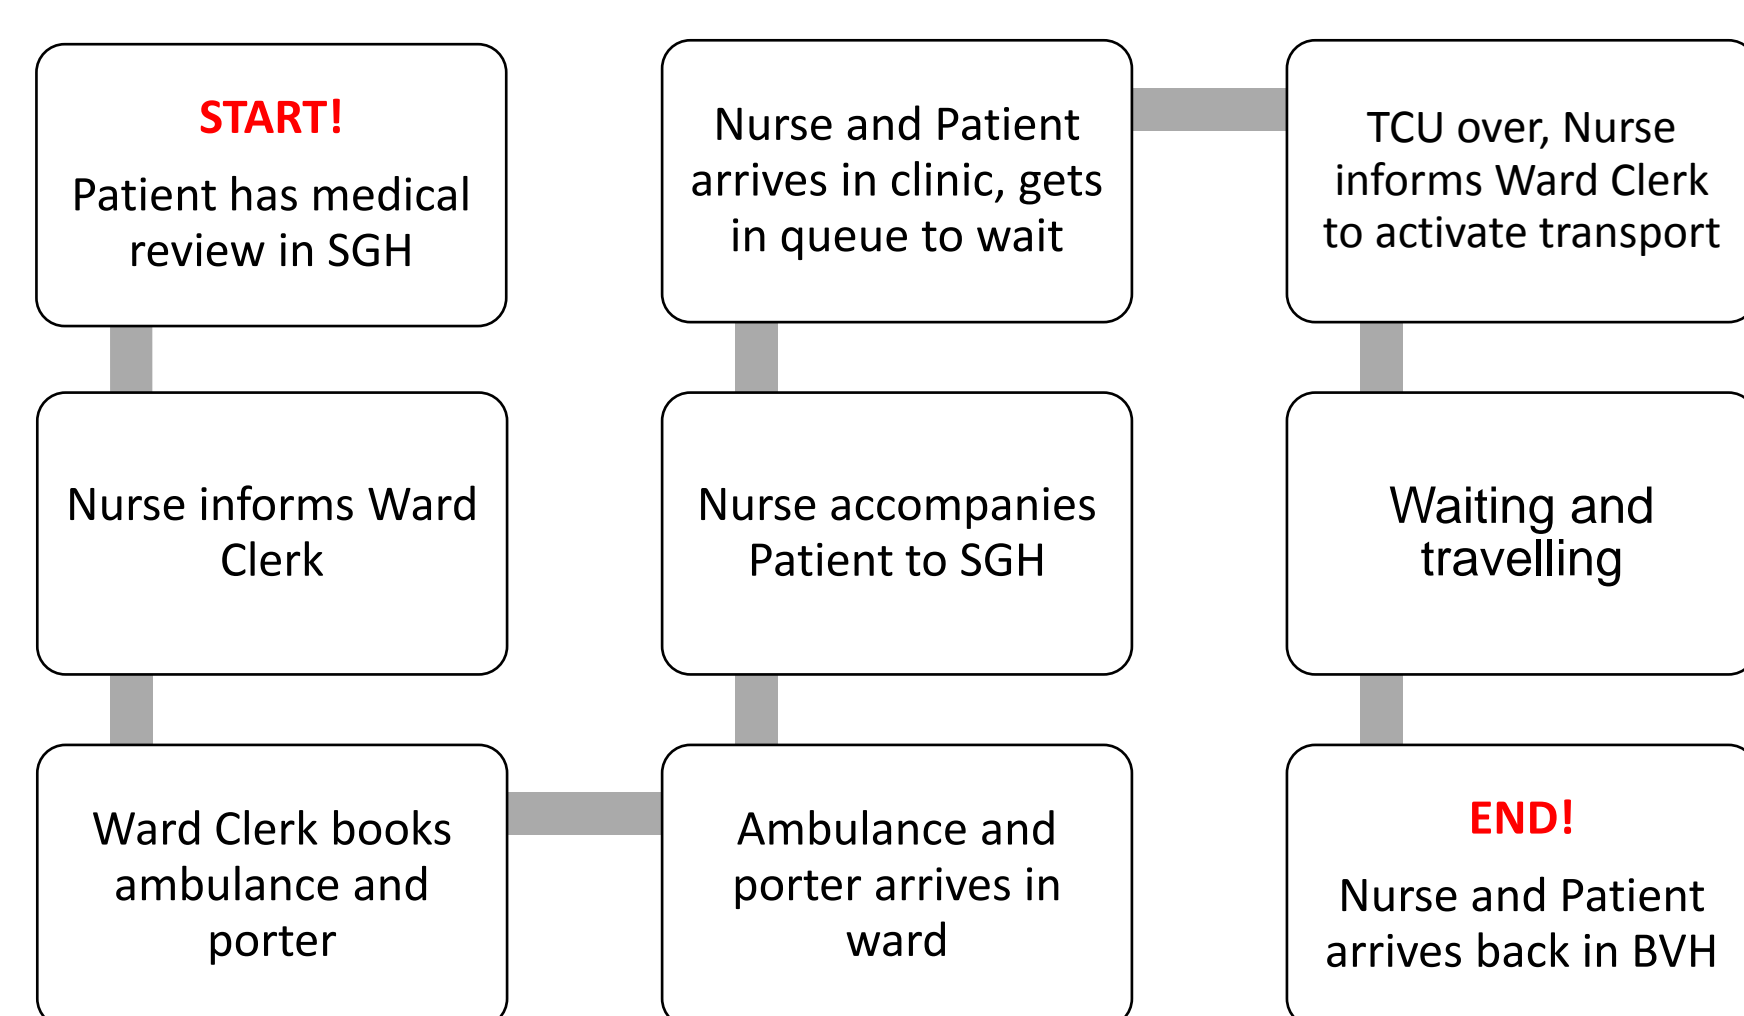 START!
Patient has medical
review in SGH
Nurse informs Ward
Clerk
Ward Clerk books
ambulance and
porter
Ambulance and
porter arrives in
ward
Nurse accompanies
Patient to SGH
Nurse and Patient
arrives in clinic, gets
in queue to wait
TCU over, Nurse
informs Ward Clerk
to activate transport
Waiting and
travelling
END!
Nurse and Patient
arrives back in BVH